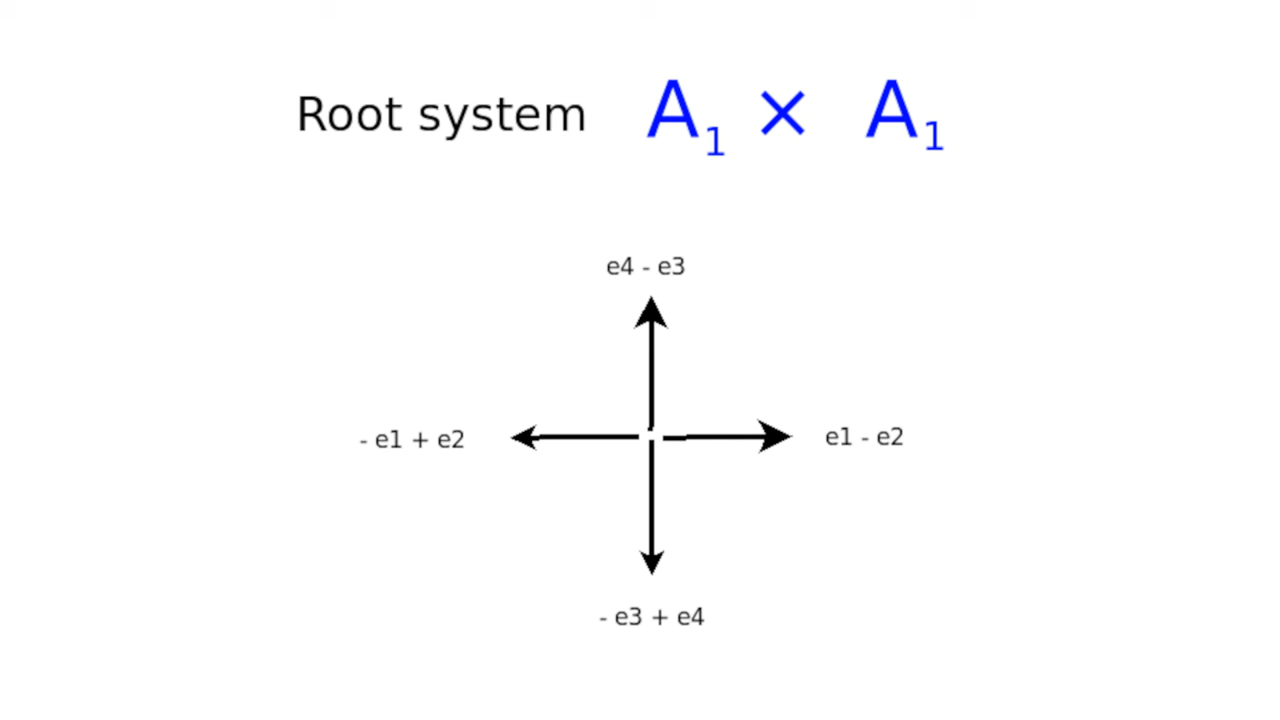 Root system A₁ × A₁
e4 - e3
- e1 + e2
e1 - e2
- e3 + e4